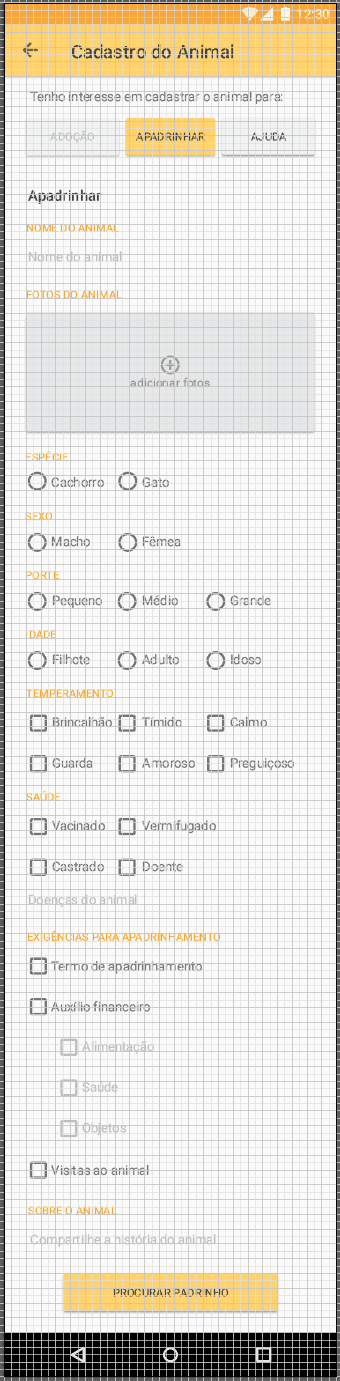 12:30
Cadastro do Animal
Tenho interesse em cadastrar o animal para:
ADOÇÃO APADRINHAR AJUDA
Apadrinhar
NOME DO ANIMAL
Nome do animal
FOTOS DO ANIMAL
adicionar fotos
ESPÉCIE
Cachorro Gato
SEXO
Macho Fêmea
PORTE
Pequeno Médio Grande
IDADE
Filhote Adulto Idoso
TEMPERAMENTO
Brincalhão Tímido Calmo
Guarda Amoroso Preguiçoso
SAÚDE
Vacinado Vermifugado
Castrado Doente
Doenças do animal
EXIGÊNCIAS PARA APADRINHAMENTO
Termo de apadrinhamento
Auxílio financeiro
Alimentação
Saúde
Objetos
Visitas ao animal
SOBRE O ANIMAL
Compartilhe a história do animal
PROCURAR PADRINHO